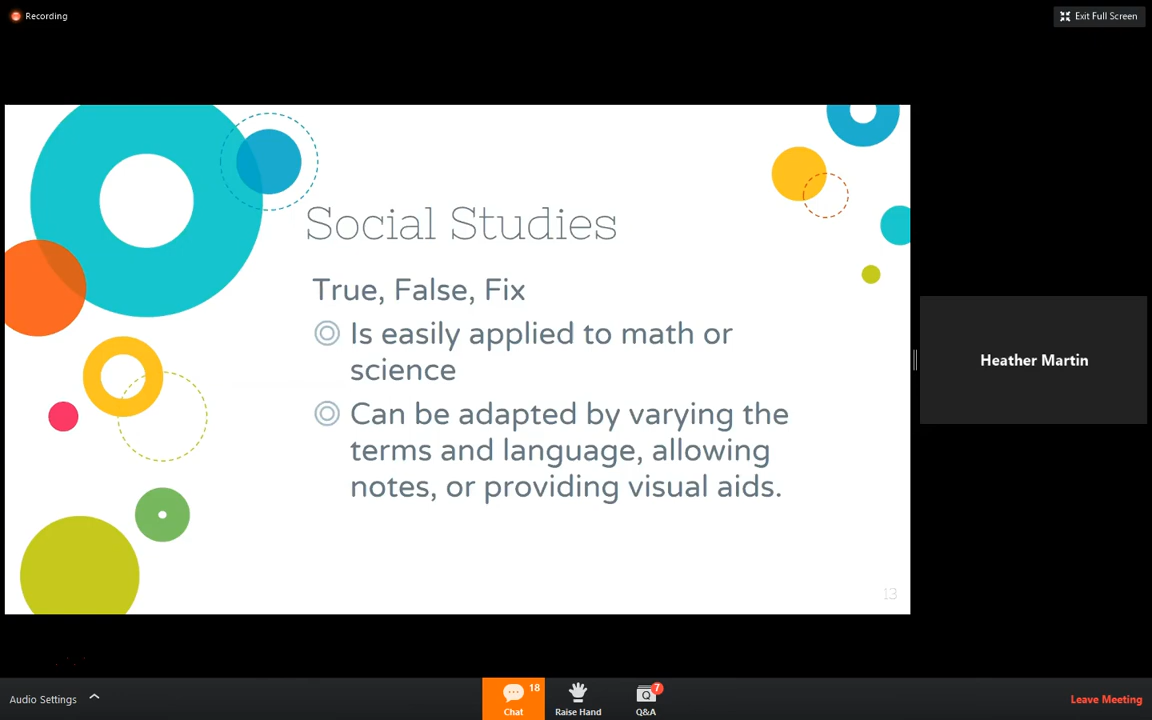 Recording
Exit Full Screen
Social Studies
True, False, Fix
Is easily applied to math or
science
Can be adapted by varying the
terms and language, allowing
notes, or providing visual aids.
13
Heather Martin
Audio Settings
18
Chat
Raise Hand
Q
7
Q&A
Leave Meeting